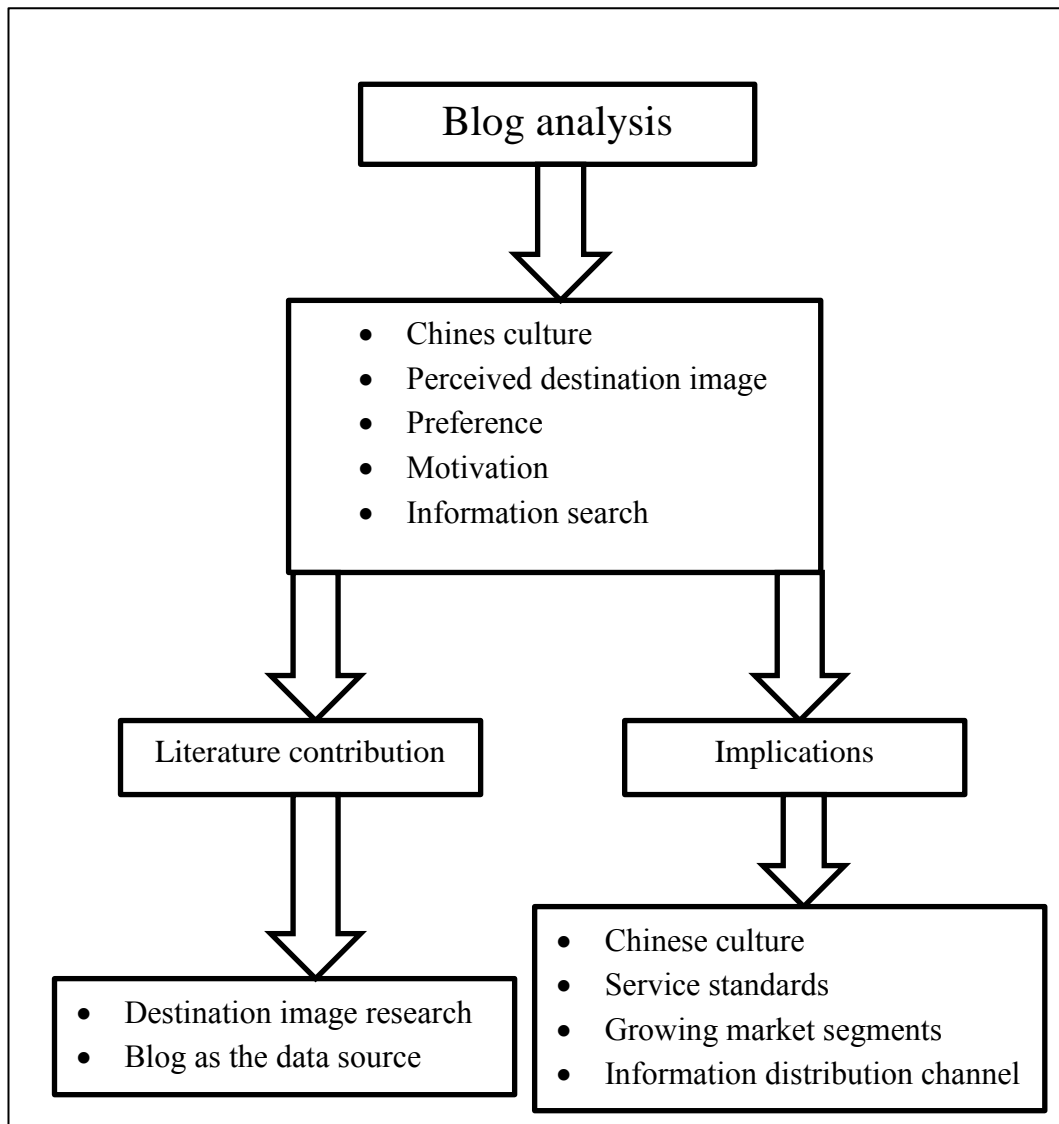 Blog analysis
• Chines culture
• Perceived destination image
• Preference
• Motivation
• Information search
Literature contribution
Implications
• Destination image research
• Blog as the data source
• Chinese culture
• Service standards
• Growing market segments
• Information distribution channel